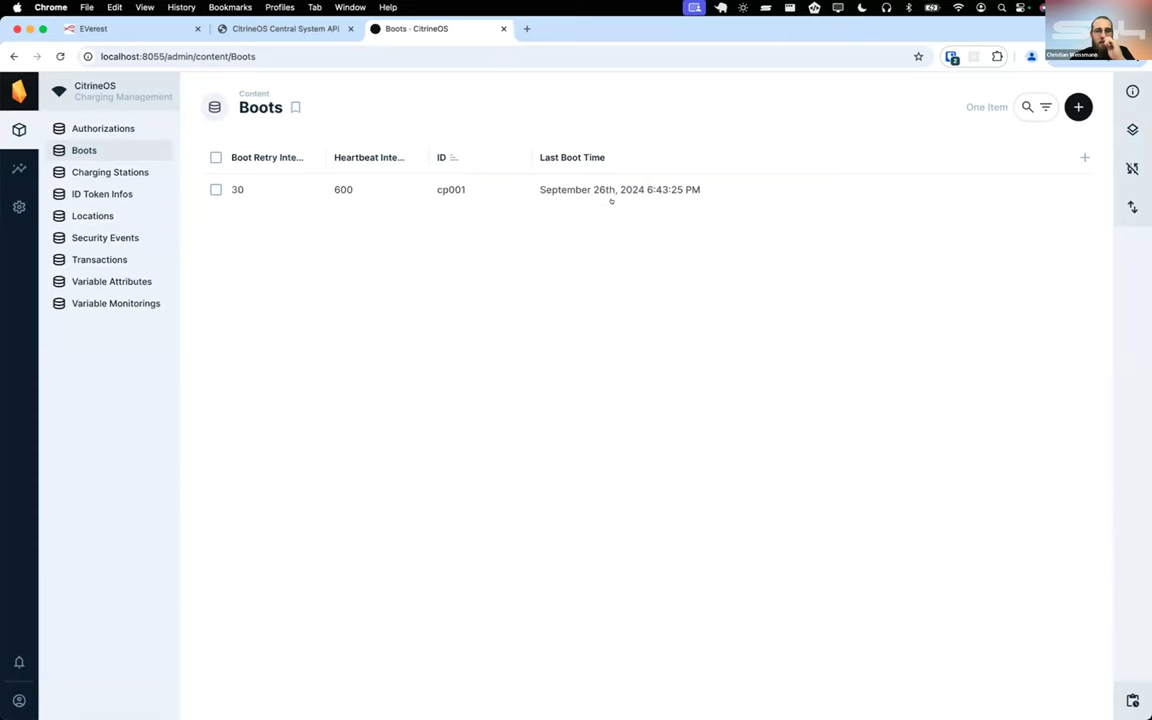 Chrome File Edit View History Bookmarks Profiles Tab Window Help
EVerest
CitrineOS Central System API
Boots · CitrineOS
localhost:8055/admin/content/Boots
Christian Weissmann
CitrineOS
Charging Management
Content
Boots
One Item
Authorizations
Boots
Charging Stations
ID Token Infos
Locations
Security Events
Transactions
Variable Attributes
Variable Monitorings
Boot Retry Inte... Heartbeat Inte... ID Last Boot Time
30 600 cp001 September 26th, 2024 6:43:25 PM